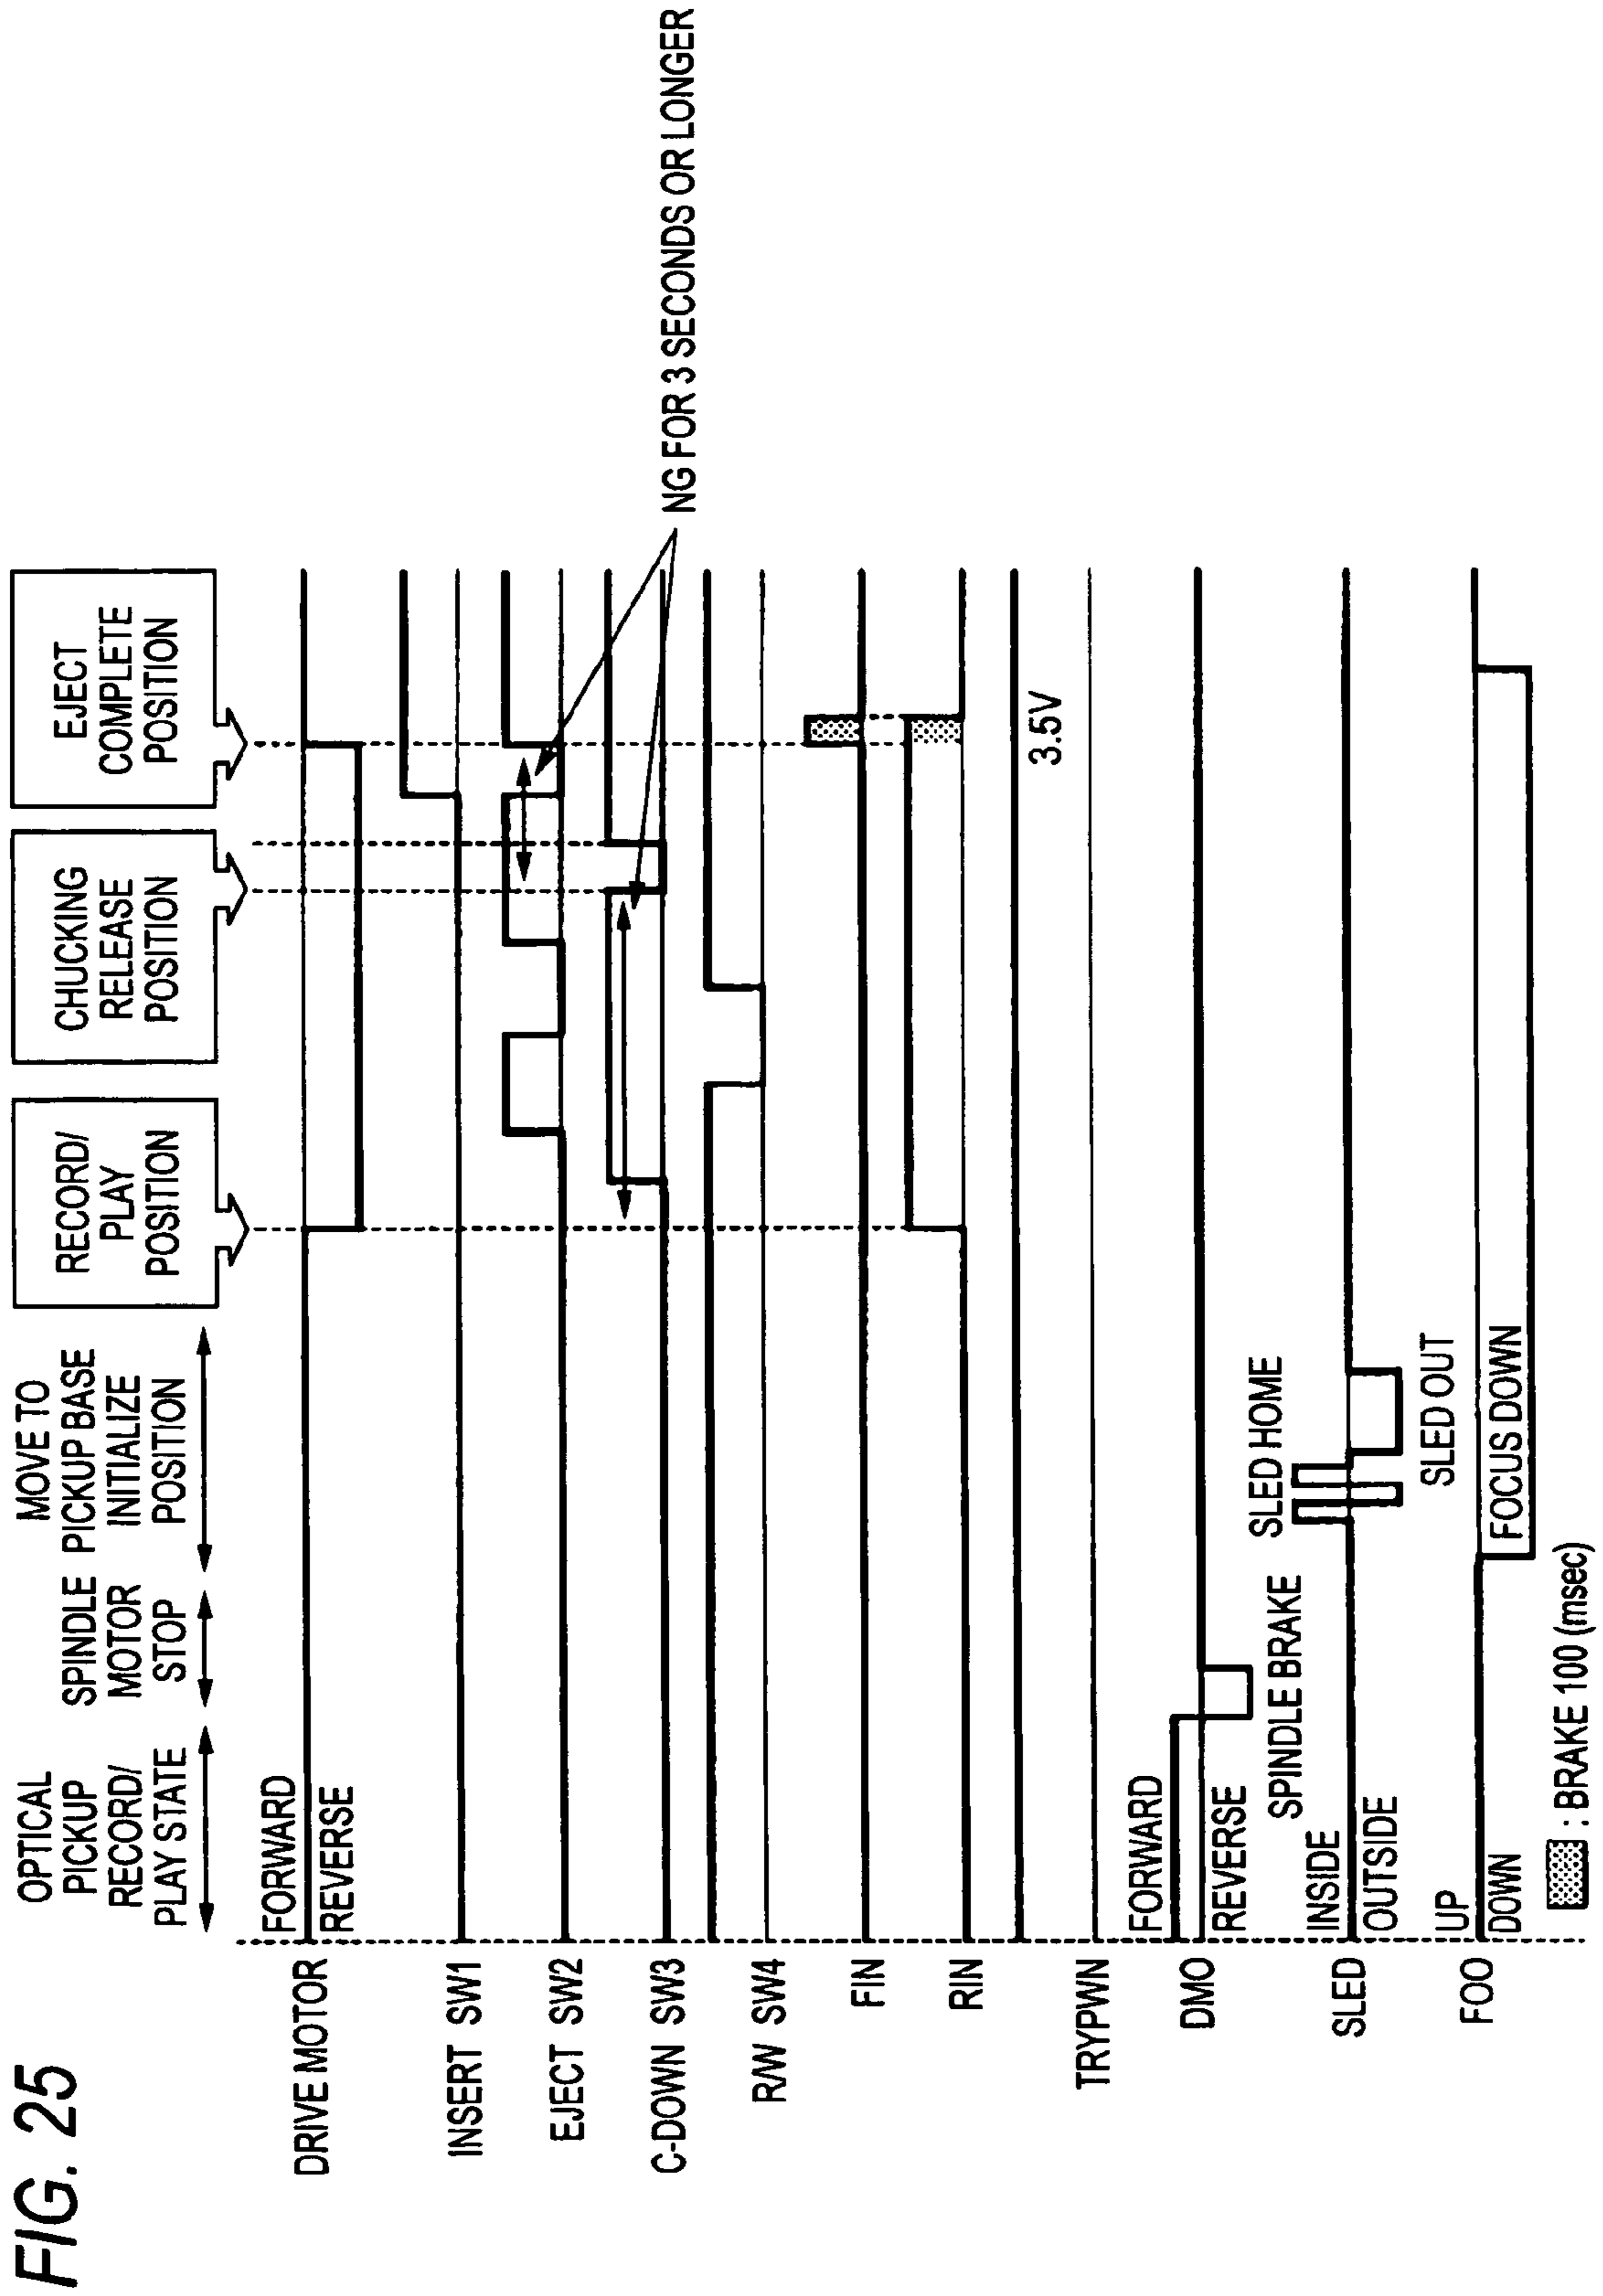 FIG. 25
OPTICAL
PICKUP
RECORD/
PLAY STATE
SPINDLE
MOTOR
STOP
MOVE TO
PICKUP BASE
INITIALIZE
POSITION
RECORD/
PLAY
POSITION
CHUCKING
RELEASE
POSITION
EJECT
COMPLETE
POSITION
DRIVE MOTOR
FORWARD
REVERSE
INSERT SW1
EJECT SW2
C-DOWN SW3
NG FOR 3 SECONDS OR LONGER
R/W SW4
FIN
RIN
3.5V
TRYPWN
DMO
FORWARD
REVERSE
SPINDLE BRAKE
SLED
INSIDE
OUTSIDE
SLED HOME
SLED OUT
FOO
UP
DOWN
FOCUS DOWN
: BRAKE 100 (msec)